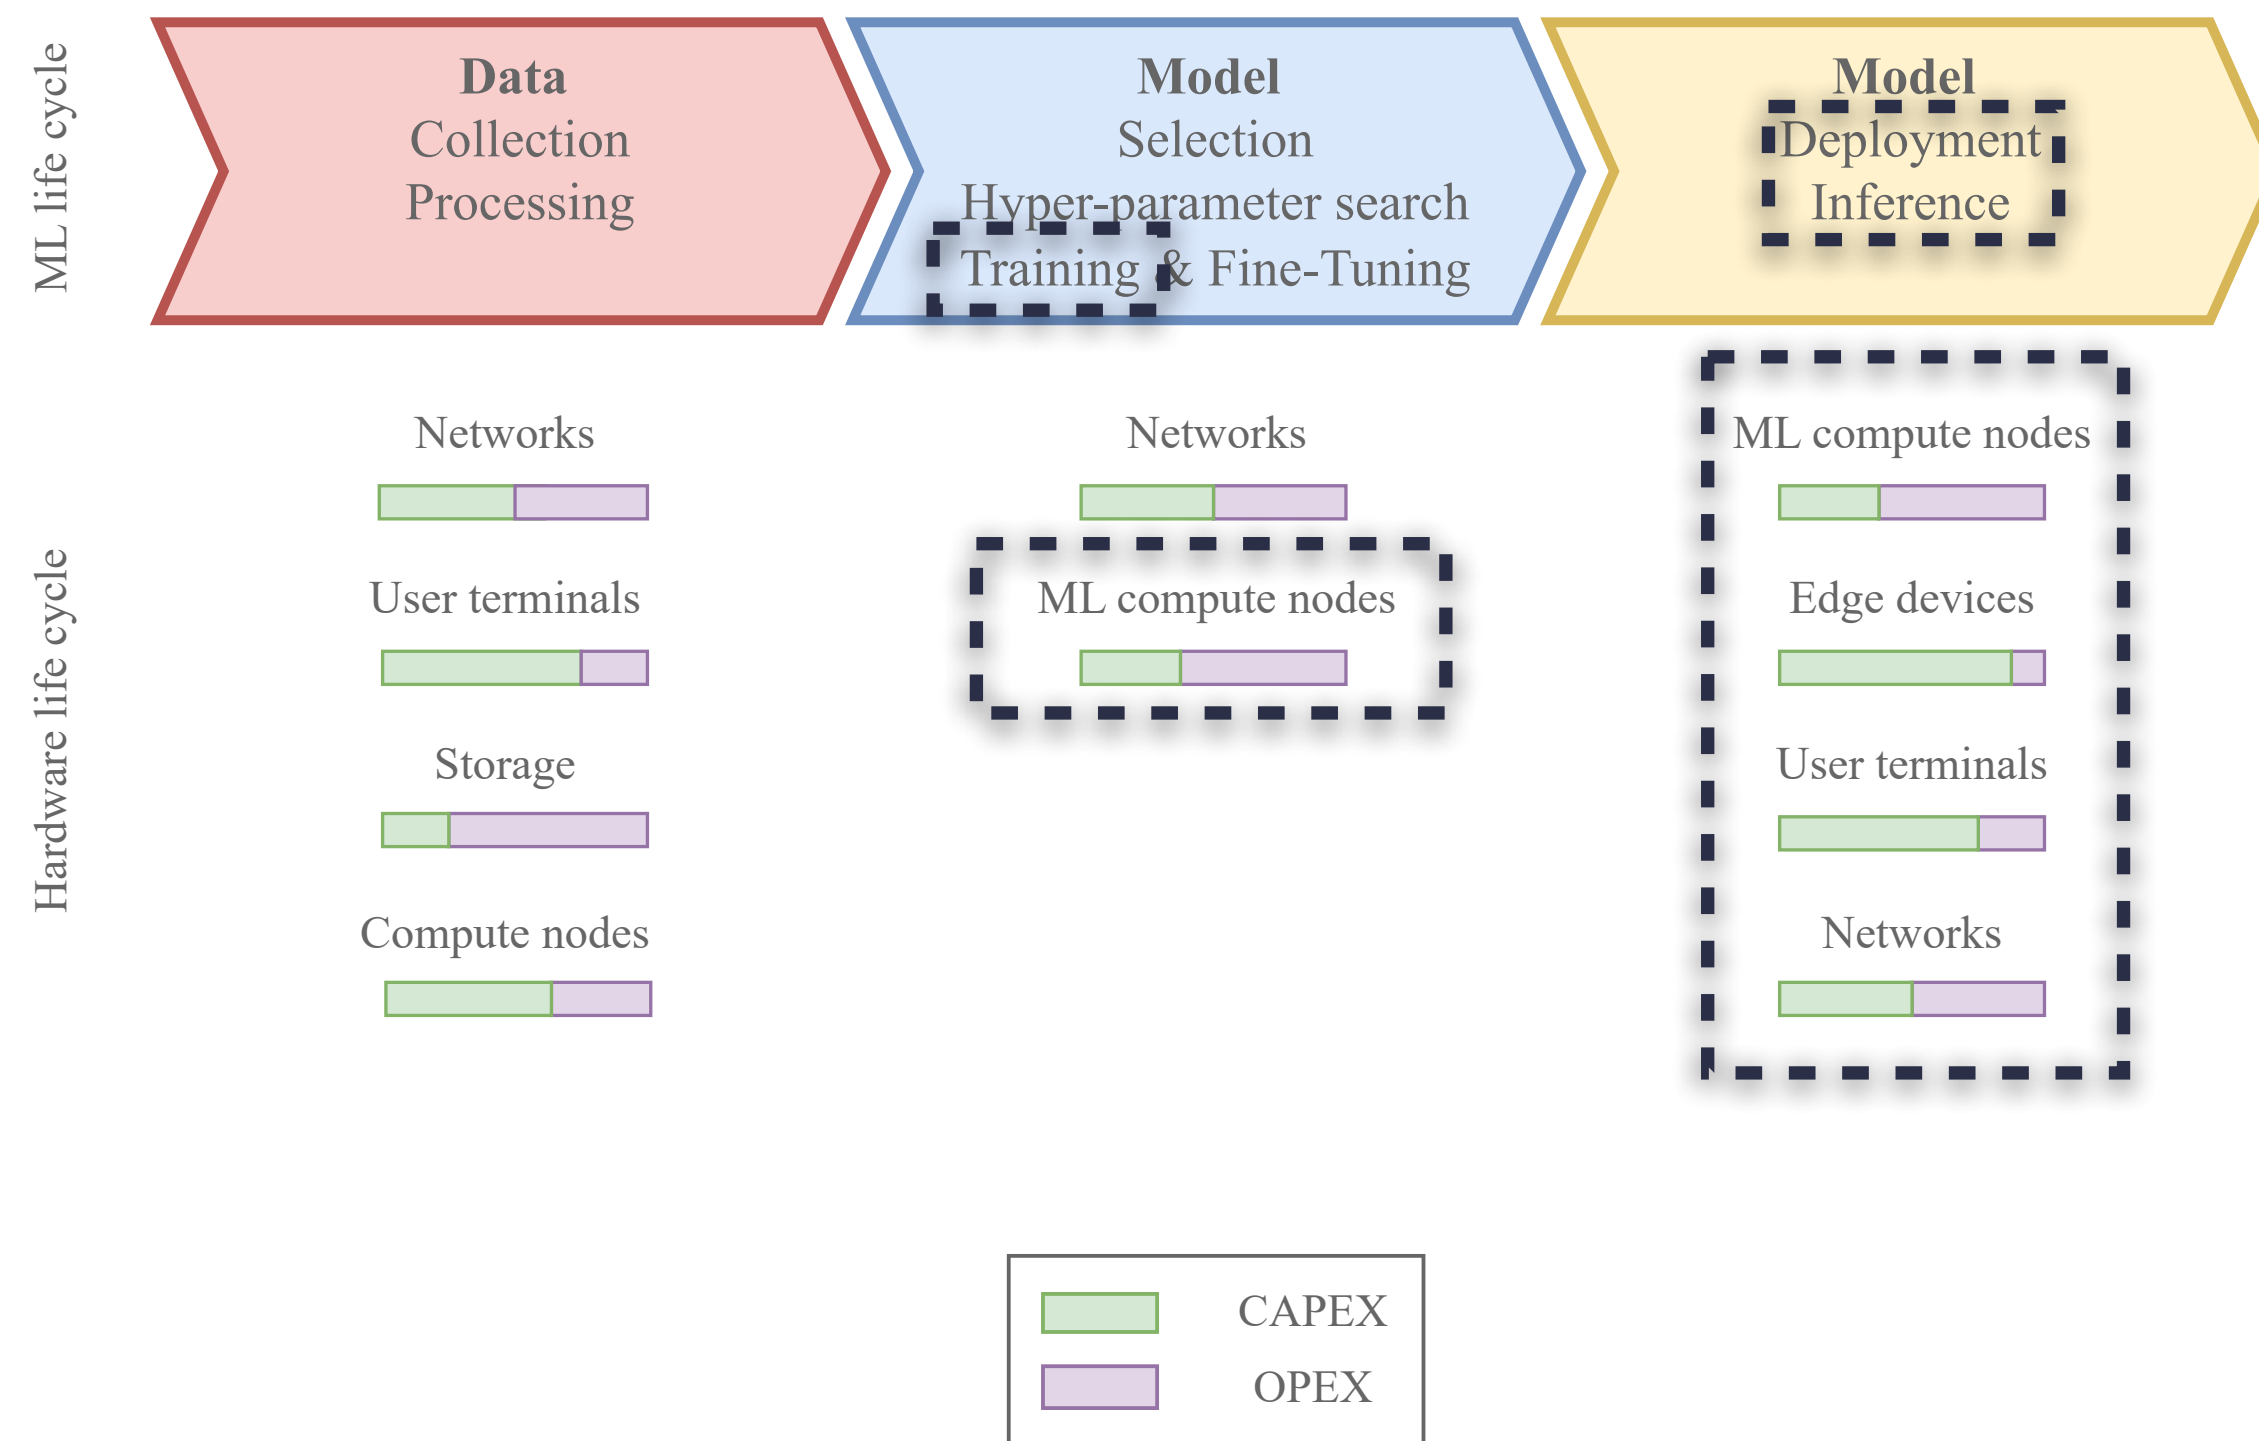 ML life cycle
Data
Collection
Processing
Model
Selection
Hyper-parameter search
Training & Fine-Tuning
Model
Deployment
Inference
Hardware life cycle
Networks
User terminals
Storage
Compute nodes
Networks
ML compute nodes
ML compute nodes
Edge devices
User terminals
Networks
CAPEX
OPEX